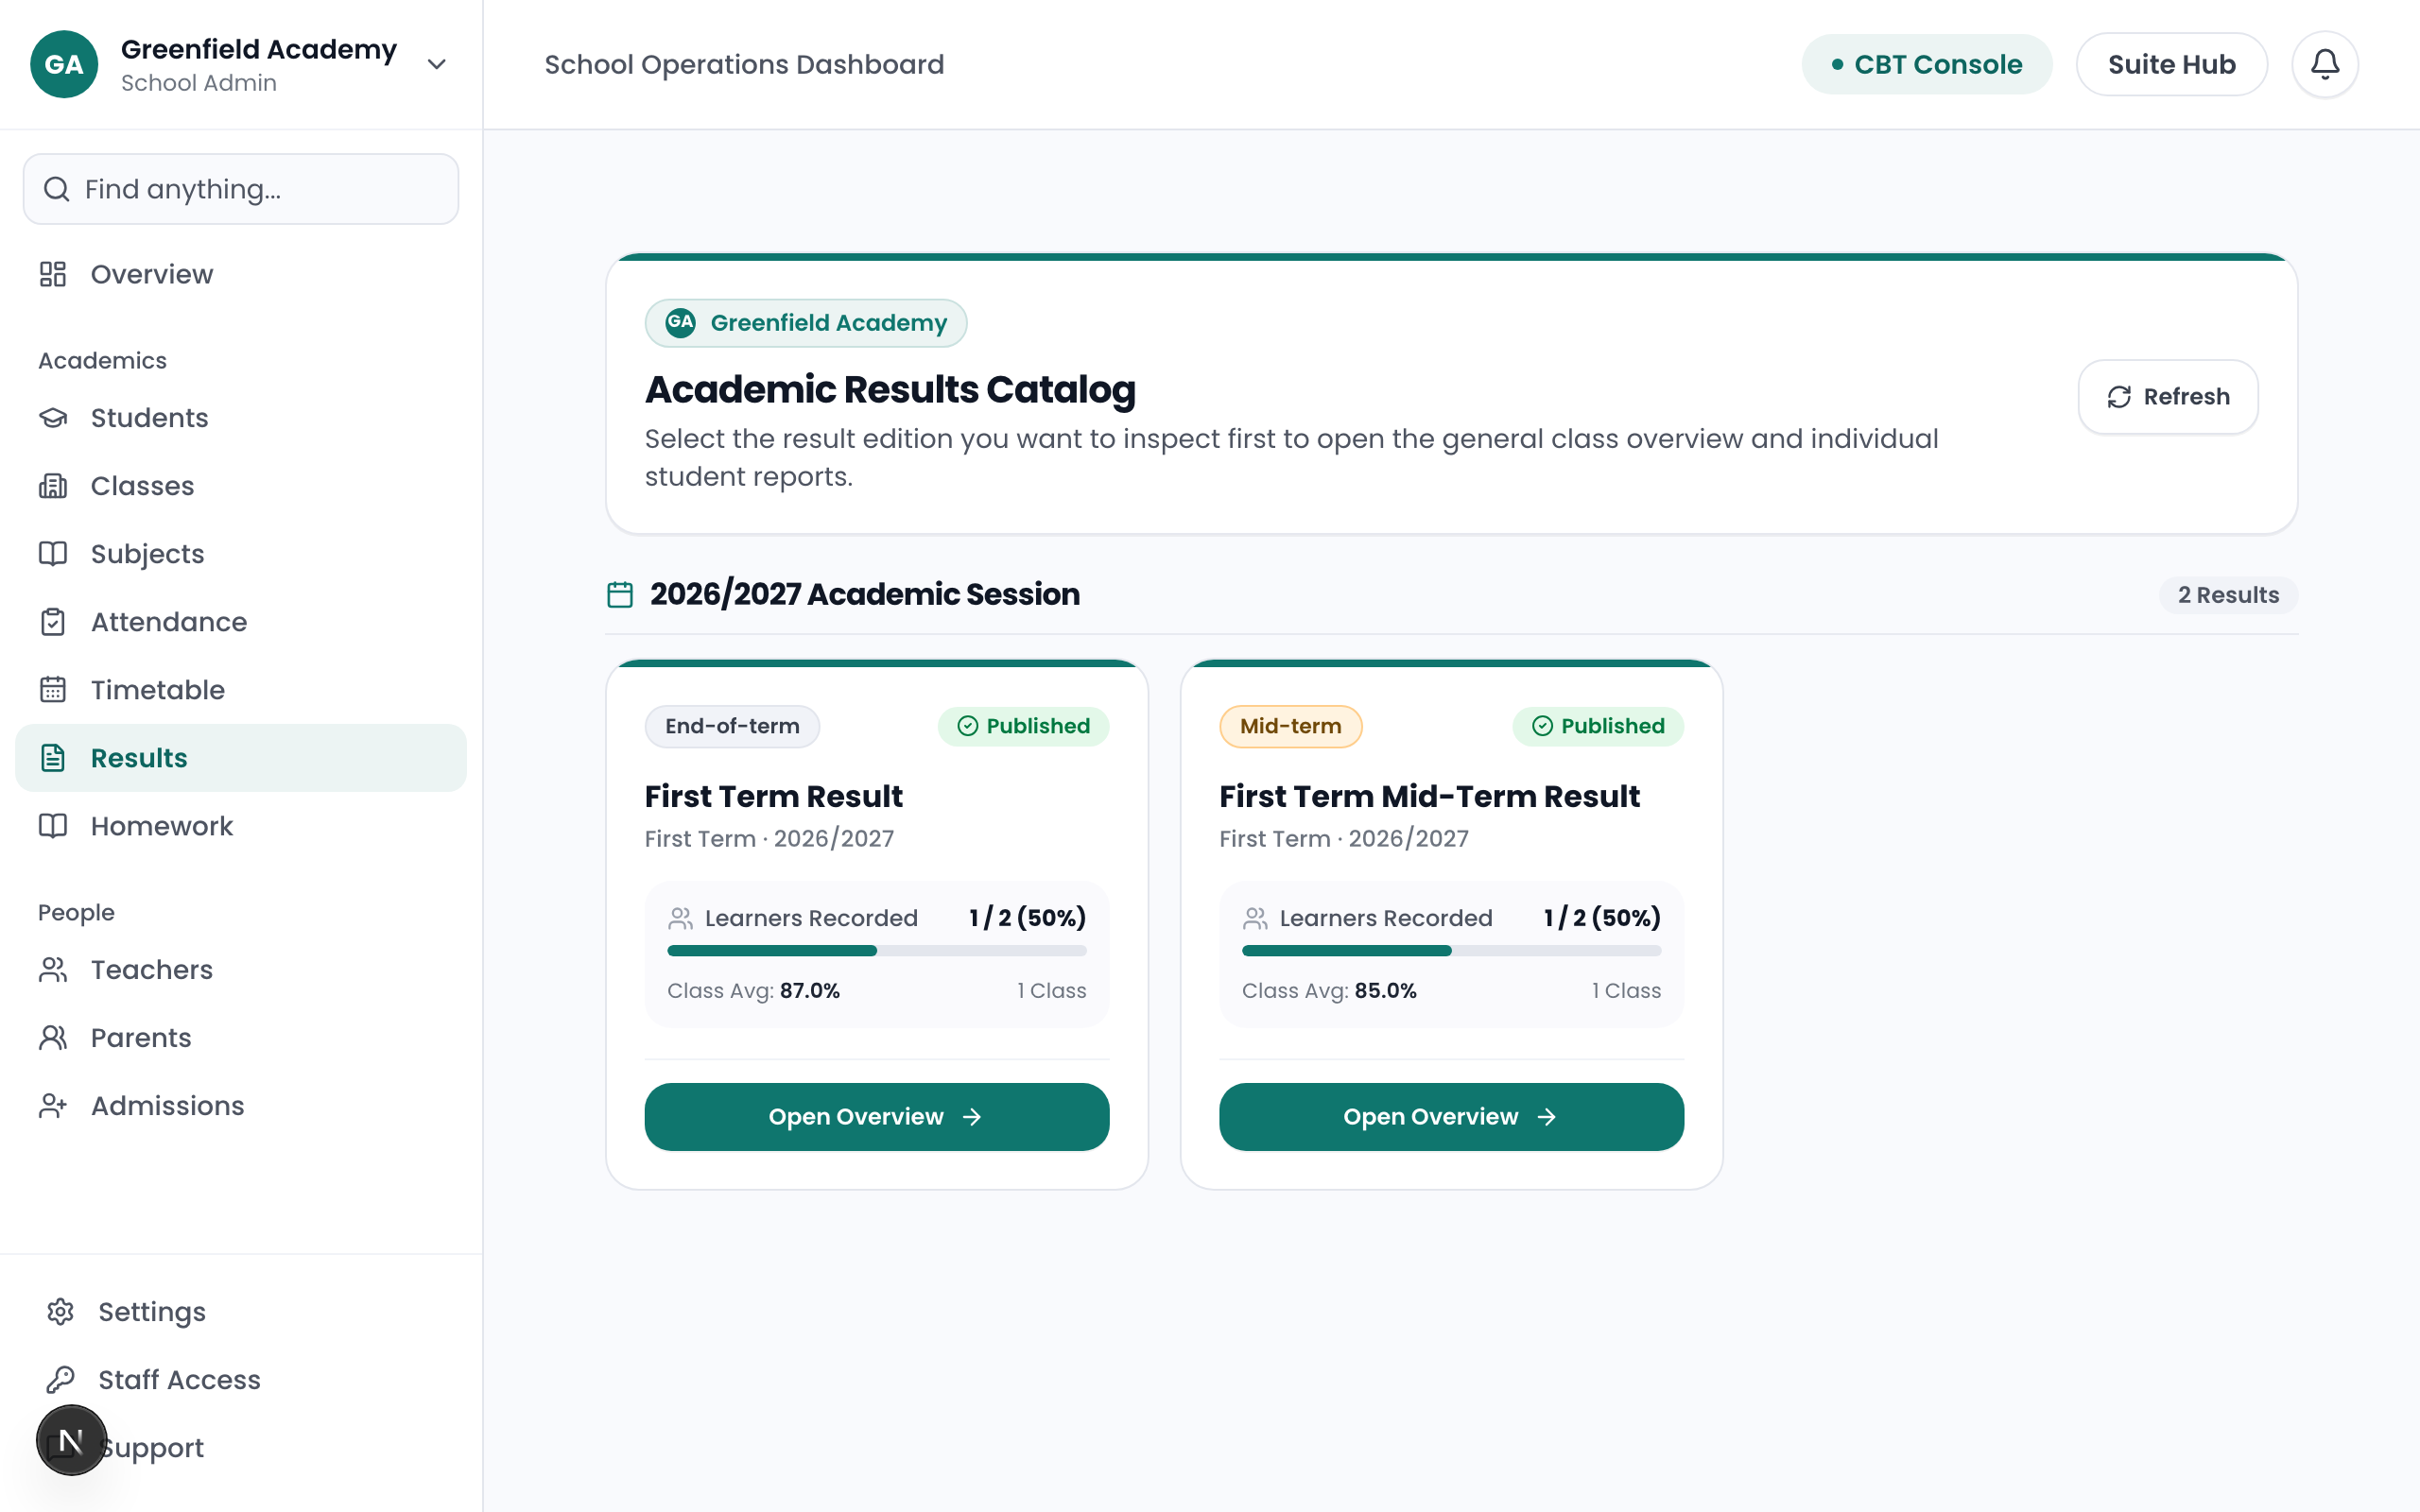 GA
Greenfield Academy
School Admin
School Operations Dashboard
CBT Console
Suite Hub
Find anything...
Overview
Academics
Students
Classes
Subjects
Attendance
Timetable
Results
Homework
People
Teachers
Parents
Admissions
Settings
Staff Access
N
Support
GA Greenfield Academy
Academic Results Catalog
Select the result edition you want to inspect first to open the general class overview and individual
student reports.
Refresh
2026/2027 Academic Session
2 Results
End-of-term
Published
First Term Result
First Term · 2026/2027
Learners Recorded 1 / 2 (50%)
Class Avg: 87.0% 1 Class
Open Overview
Mid-term
Published
First Term Mid-Term Result
First Term · 2026/2027
Learners Recorded 1 / 2 (50%)
Class Avg: 85.0% 1 Class
Open Overview